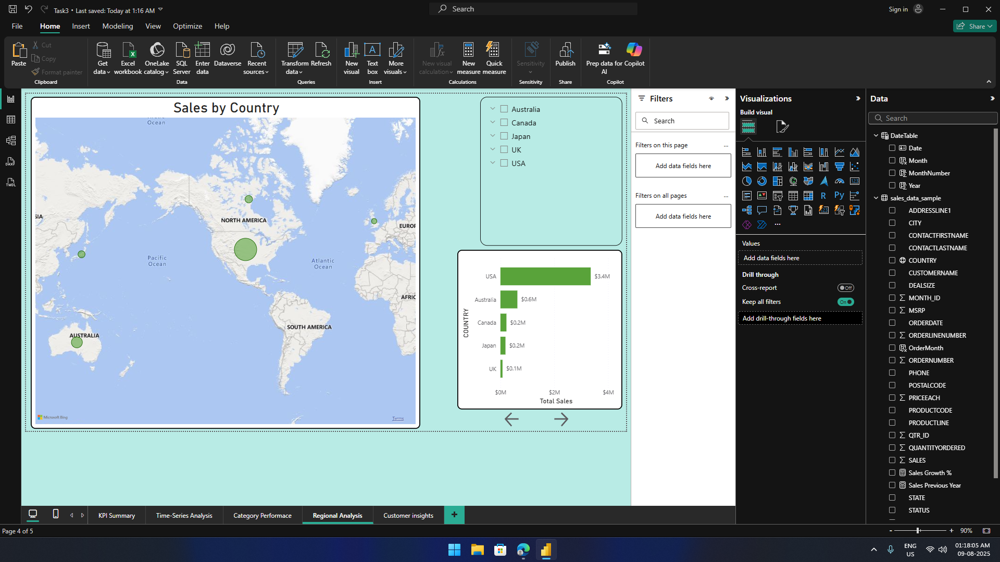 Task3 • Last saved: Today at 1:16 AM
Search
Sign in
File
Home
Insert
Modeling
View
Optimize
Help
Share
Paste
Cut
Copy
Format painter
Clipboard
Get data
Excel workbook
OneLake catalog
SQL Server
Enter data
Dataverse
Recent sources
Data
Transform data
Refresh
Queries
New visual
Text box
More visuals
Insert
New visual calculation
New measure
Quick measure
Calculations
Sensitivity
Sensitivity
Publish
Share
Prep data for AI
Copilot
Copilot
DAX
TMDL
Sales by Country
Ocean
SIA
NORTH AMERICA
EUROP
Pacific Ocean
Atlantic Ocean
AFRIC
AUSTRALIA
SOUTH AMERICA
Microsoft Bing
Terms
Australia
Canada
Japan
UK
USA
COUNTRY
USA $3.4M
Australia $0.6M
Canada $0.2M
Japan $0.2M
UK $0.1M
$0M $2M $4M
Total Sales
Filters
Search
Filters on this page ...
Add data fields here
Filters on all pages ...
Add data fields here
Visualizations
Build visual
123
R
Py
123
...
Values
Add data fields here
Drill through
Cross-report Off
Keep all filters On
Add drill-through fields here
Data
Search
DateTable
Date
Month
MonthNumber
Year
sales_data_sample
ADDRESSLINE1
CITY
CONTACTFIRSTNAME
CONTACTLASTNAME
COUNTRY
CUSTOMERNAME
DEALSIZE
MONTH_ID
MSRP
ORDERDATE
ORDERLINENUMBER
OrderMonth
ORDERNUMBER
PHONE
POSTALCODE
PRICEEACH
PRODUCTCODE
PRODUCTLINE
QTR_ID
QUANTITYORDERED
SALES
Sales Growth %
Sales Previous Year
STATE
STATUS
KPI Summary
Time-Series Analysis
Category Performace
Regional Analysis
Customer insights
+
Page 4 of 5
- + 90%
ENG
US
01:18:05 AM
09-08-2025